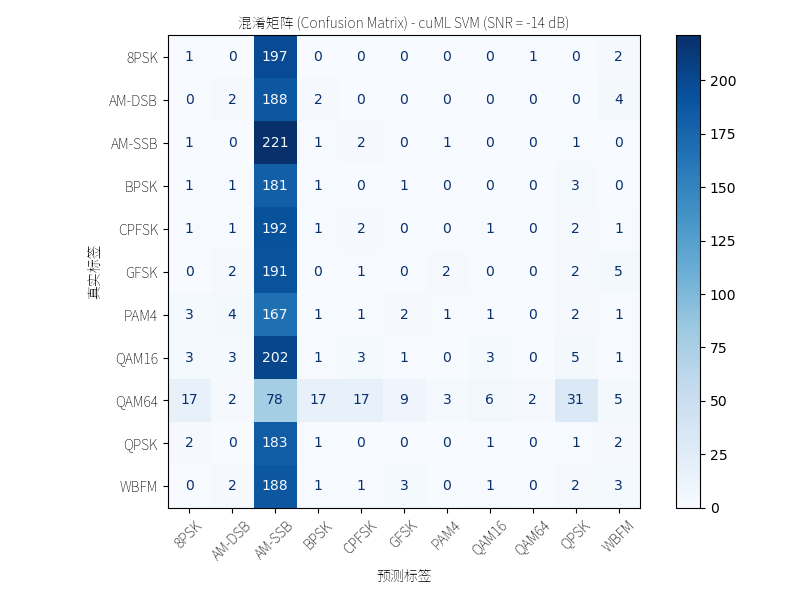 混淆矩阵 (Confusion Matrix) - cuML SVM (SNR = -14 dB)
8PSK 1 0 197 0 0 0 0 0 1 0 2
AM-DSB 0 2 188 2 0 0 0 0 0 0 4
AM-SSB 1 0 221 1 2 0 1 0 0 1 0
BPSK 1 1 181 1 0 1 0 0 0 3 0
CPFSK 1 1 192 1 2 0 0 1 0 2 1
GFSK 0 2 191 0 1 0 2 0 0 2 5
PAM4 3 4 167 1 1 2 1 1 0 2 1
QAM16 3 3 202 1 3 1 0 3 0 5 1
QAM64 17 2 78 17 17 9 3 6 2 31 5
QPSK 2 0 183 1 0 0 0 1 0 1 2
WBFM 0 2 188 1 1 3 0 1 0 2 3
8PSK AM-DSB AM-SSB BPSK CPFSK GFSK PAM4 QAM16 QAM64 QPSK WBFM
预测标签
真实标签
200
175
150
125
100
75
50
25
0